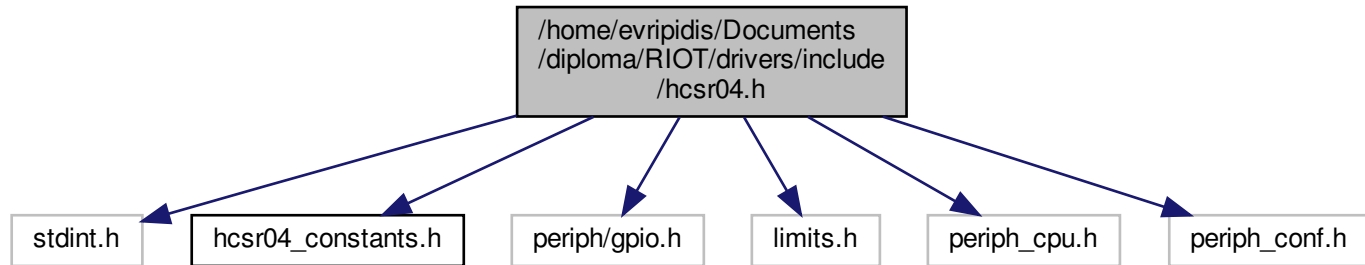 /home/evripidis/Documents
/diploma/RIOT/drivers/include
/hcsr04.h
stdint.h
hcsr04_constants.h
periph/gpio.h
limits.h
periph_cpu.h
periph_conf.h